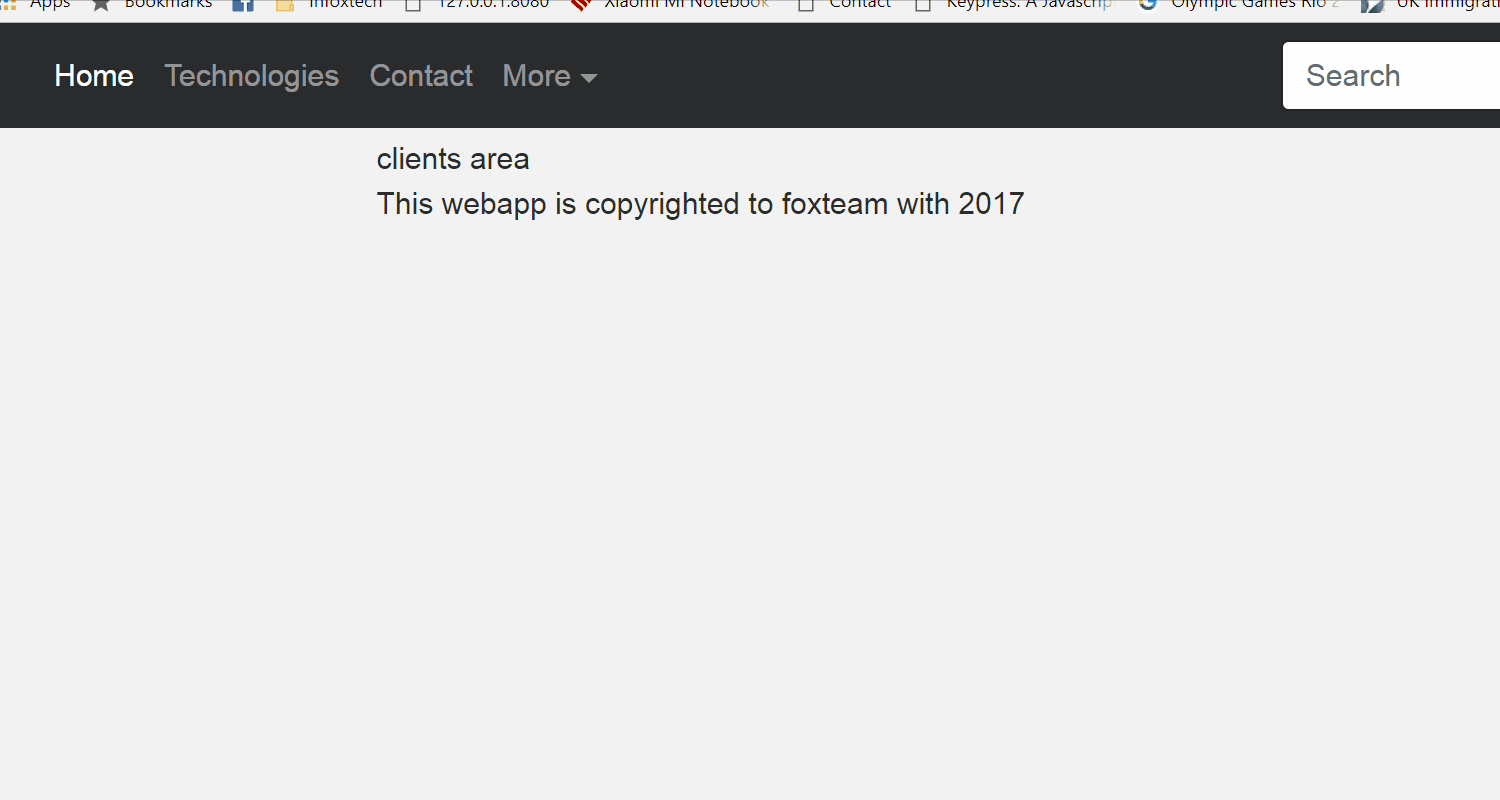 Apps Bookmarks Infoxtech 127.0.0.1:8080 Xiaomi Mi Notebook Contact Keypress: A Javascrip Olympic Games Rio 2 UK Immigrati
Home Technologies Contact More Search
clients area
This webapp is copyrighted to foxteam with 2017